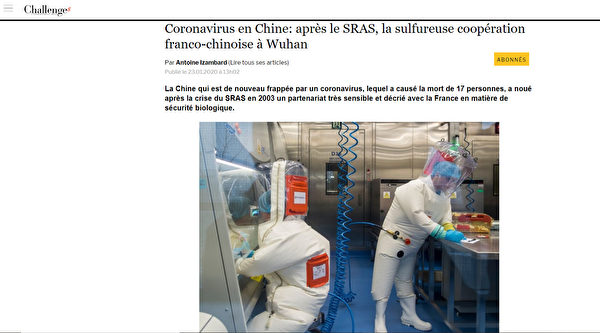 Challenges
Coronavirus en Chine: après le SRAS, la sulfureuse coopération
franco-chinoise à Wuhan
Par Antoine Izambard (Lire tous ses articles)
ABONNÉS
Publié le 23.01.2020 à 13h02
La Chine qui est de nouveau frappée par un coronavirus, lequel a causé la mort de 17 personnes, a noué
après la crise du SRAS en 2003 un partenariat très sensible et décrié avec la France en matière de
sécurité biologique.